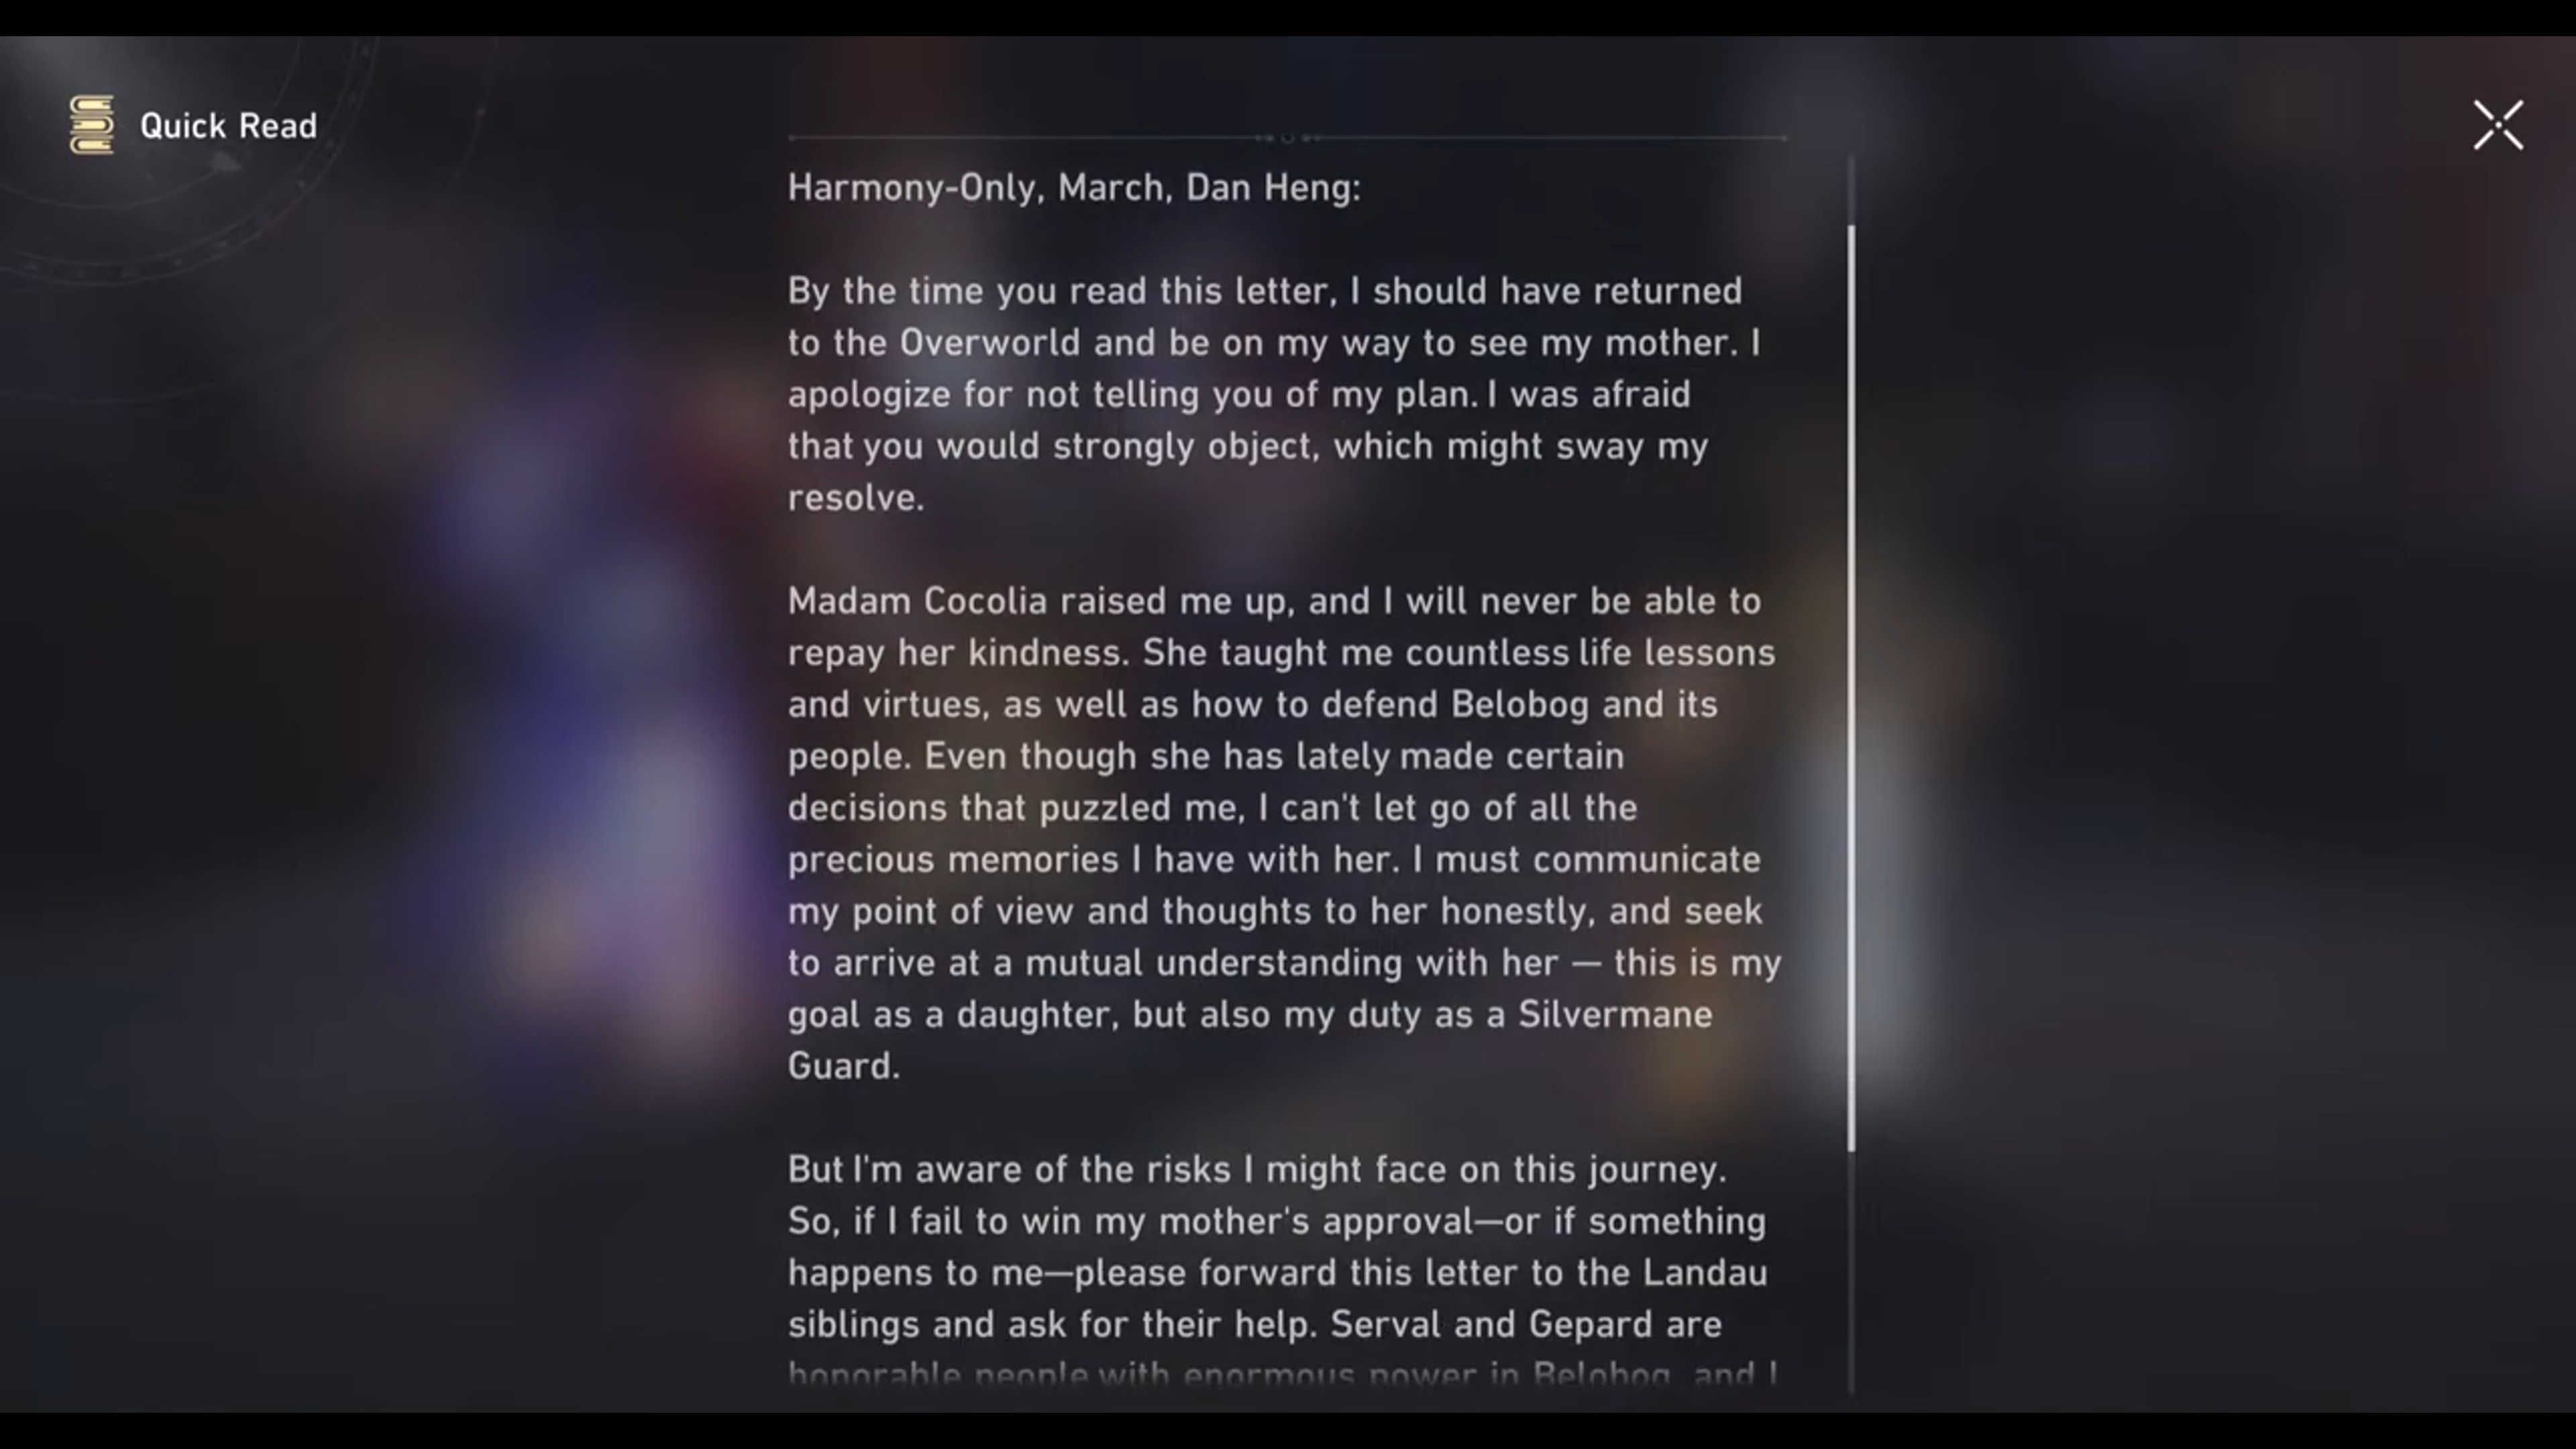 Quick Read
Harmony-Only, March, Dan Heng:
By the time you read this letter, I should have returned
to the Overworld and be on my way to see my mother. I
apologize for not telling you of my plan. I was afraid
that you would strongly object, which might sway my
resolve.
Madam Cocolia raised me up, and I will never be able to
repay her kindness. She taught me countless life lessons
and virtues, as well as how to defend Belobog and its
people. Even though she has lately made certain
decisions that puzzled me, I can't let go of all the
precious memories I have with her. I must communicate
my point of view and thoughts to her honestly, and seek
to arrive at a mutual understanding with her — this is my
goal as a daughter, but also my duty as a Silvermane
Guard.
But I'm aware of the risks I might face on this journey.
So, if I fail to win my mother's approval—or if something
happens to me—please forward this letter to the Landau
siblings and ask for their help. Serval and Gepard are
honorable people with enormous power in Belobog, and I